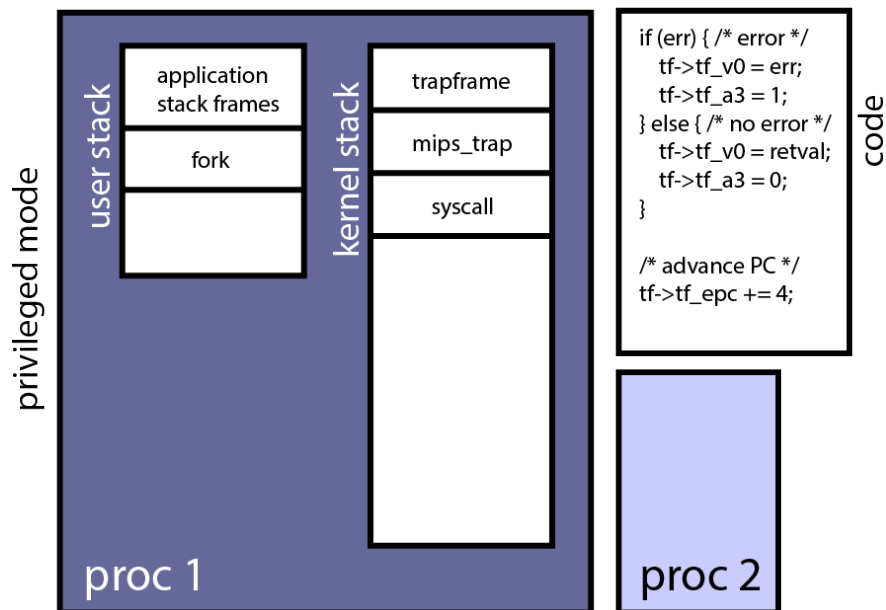 privileged mode
user stack
application
stack frames
fork
kernel stack
trapframe
mips_trap
syscall
proc 1
if (err) { /* error */
    tf->tf_v0 = err;
    tf->tf_a3 = 1;
} else { /* no error */
    tf->tf_v0 = retval;
    tf->tf_a3 = 0;
}
/* advance PC */
tf->tf_epc += 4;
code
proc 2